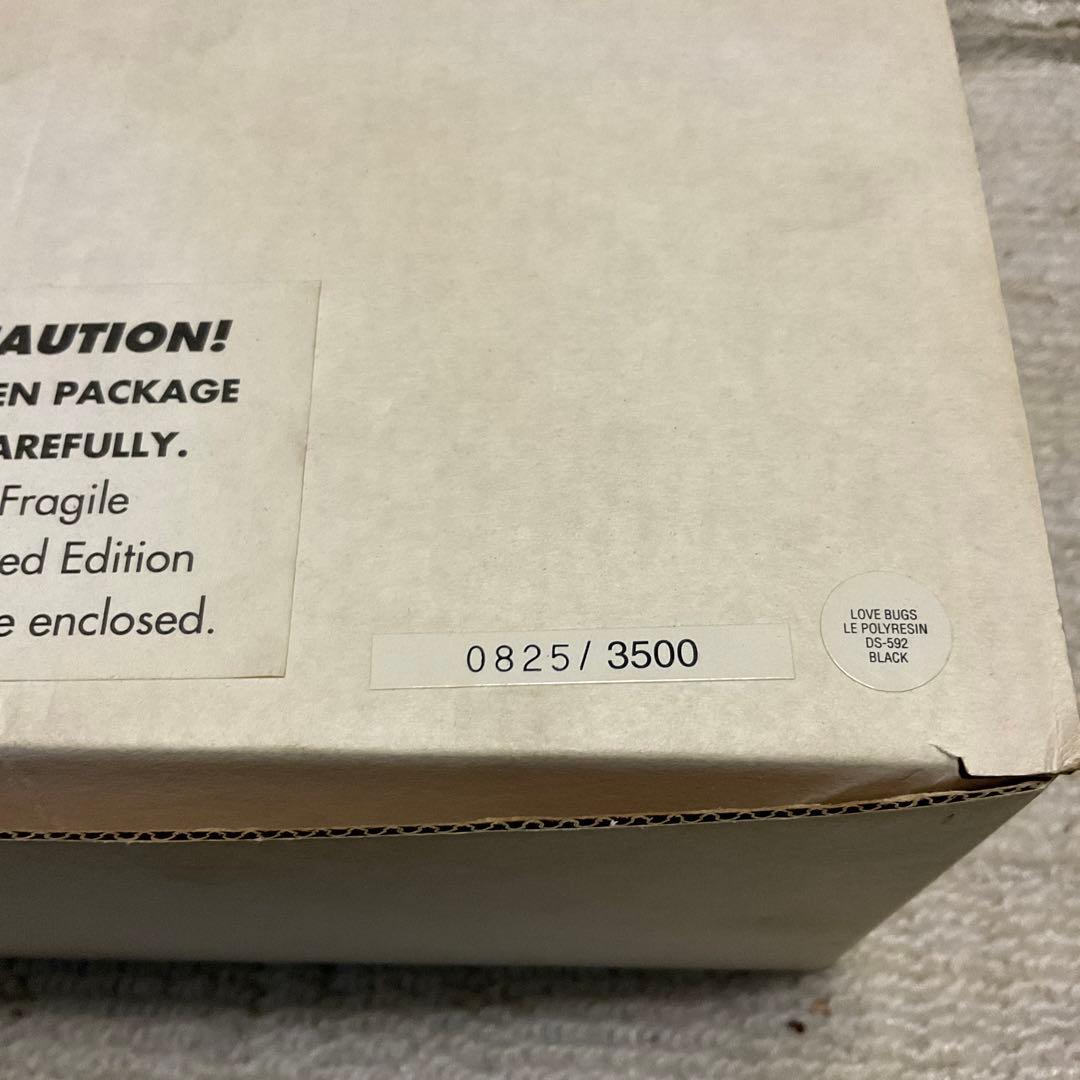 AUTION!
EN PACKAGE
AREFULLY.
Fragile
ed Edition
e enclosed.
0825/ 3500
LOVE BUGS
LE POLYRESIN
DS-592
BLACK